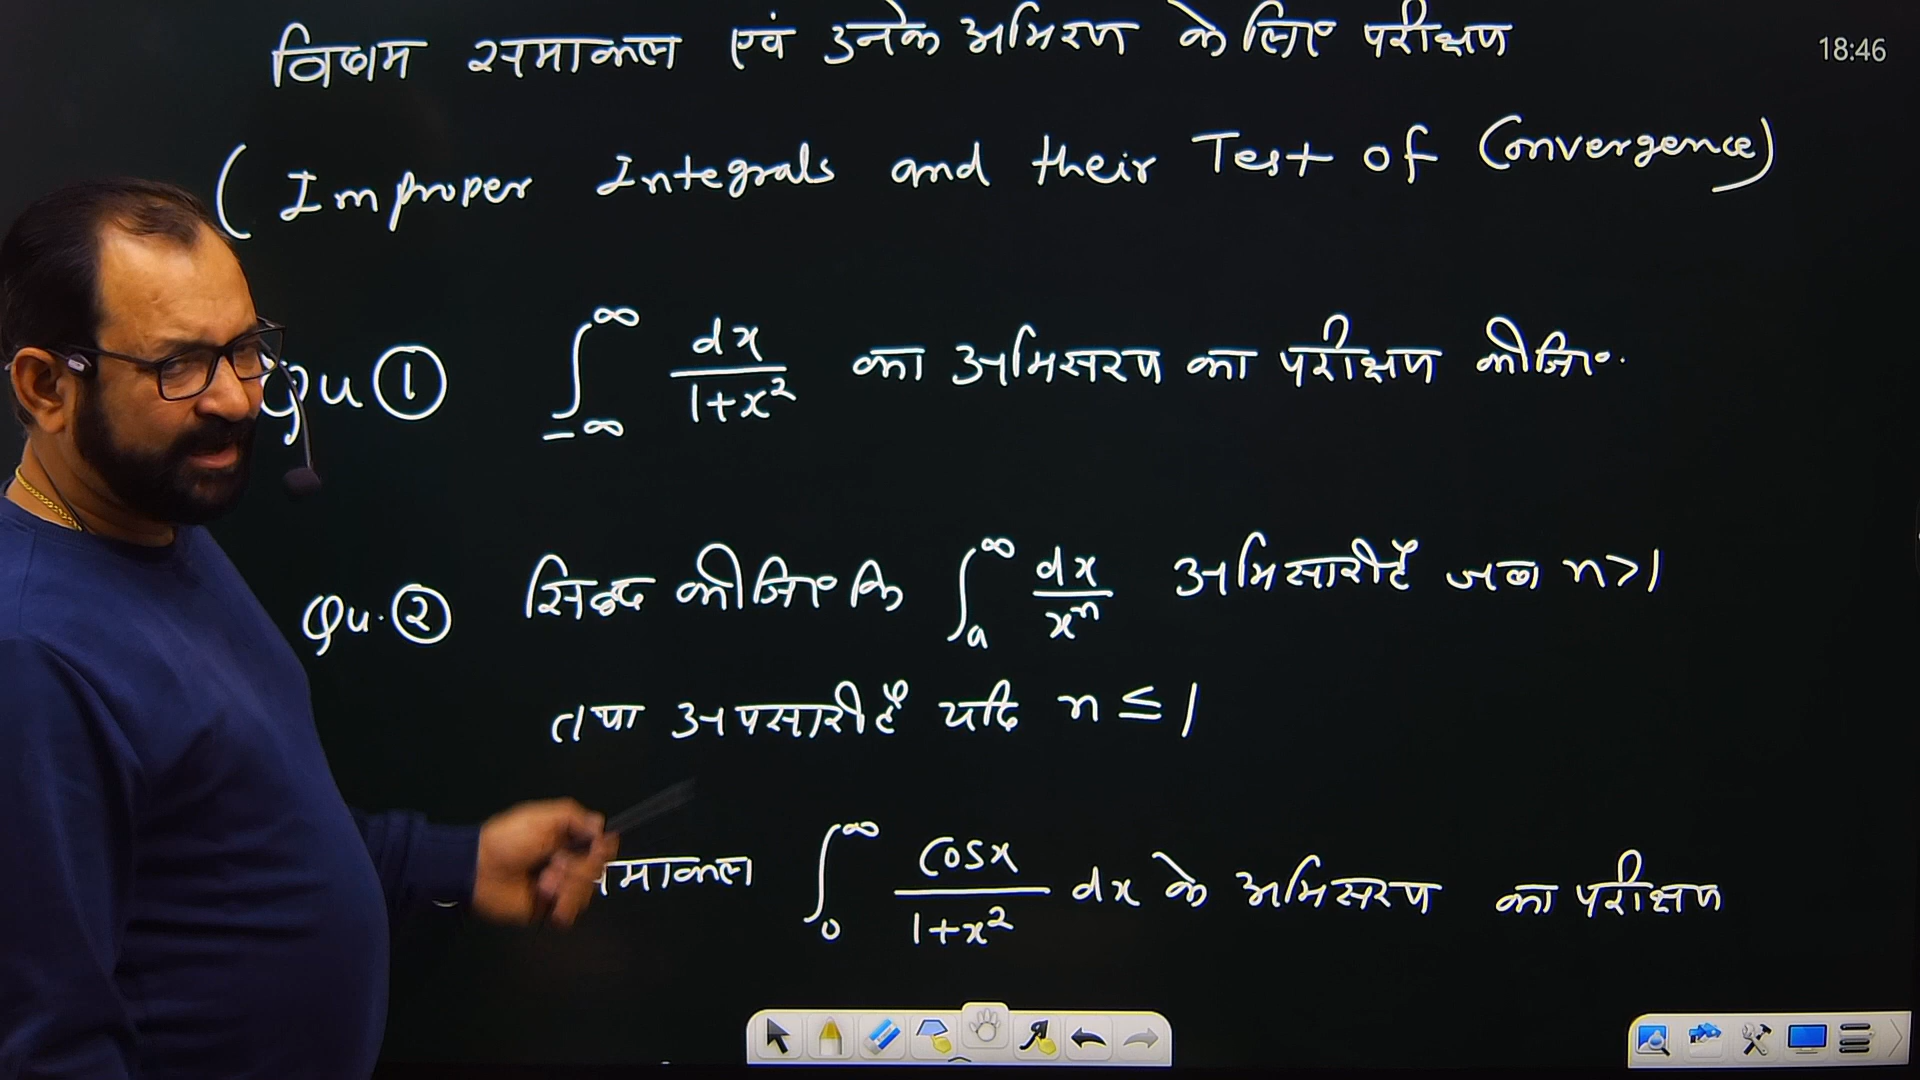 विषम समाकल एवं उनके अभिसरण के लिए परीक्षण
18:46
(Improper Integrals and their Test of Convergence)
Qu ① ∫_{-∞}^{∞} dx/(1+x²) का अभिसरण का परीक्षण कीजिए.
Qu.② सिद्ध कीजिए कि ∫_a^∞ dx/xⁿ अभिसारी है जब n>1
तथा अपसारी है यदि n ≤ 1
∫_0^∞ cosx/(1+x²) dx के अभिसरण का परीक्षण